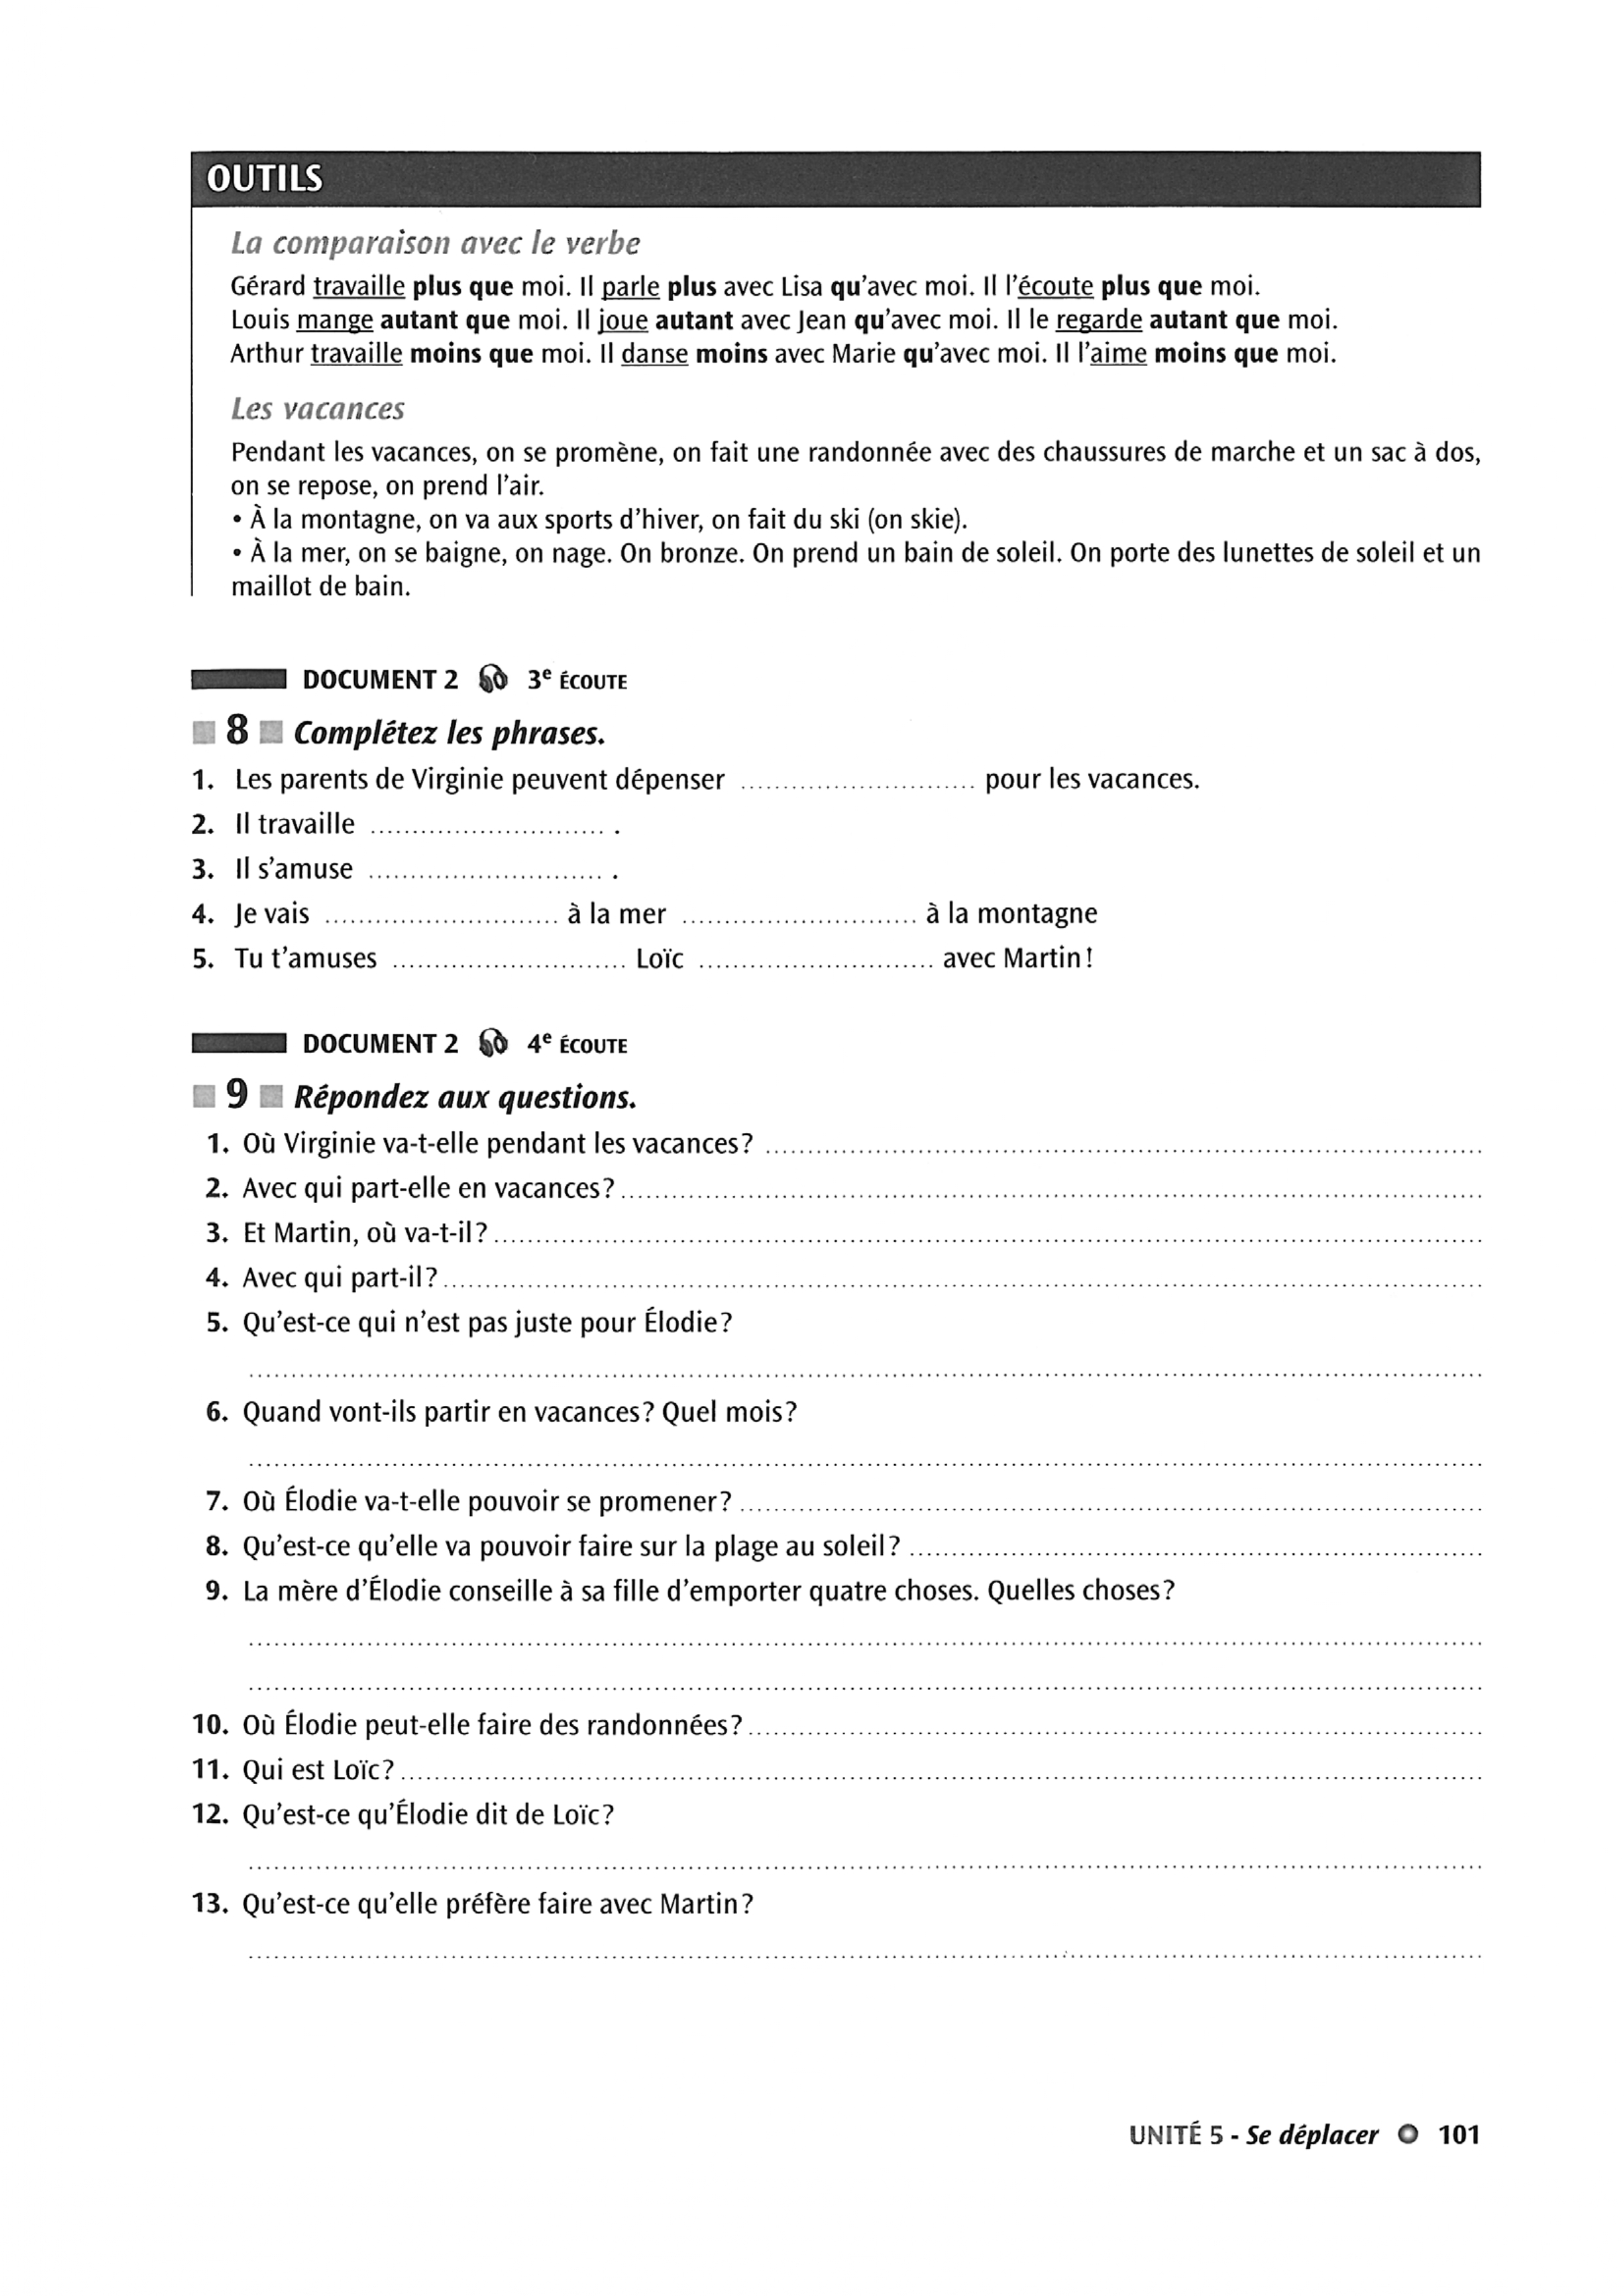 OUTILS
La comparaison avec le verbe
Gérard travaille plus que moi. Il parle plus avec Lisa qu'avec moi. Il l'écoute plus que moi.
Louis mange autant que moi. Il joue autant avec Jean qu'avec moi. Il le regarde autant que moi.
Arthur travaille moins que moi. Il danse moins avec Marie qu'avec moi. Il l'aime moins que moi.
Les vacances
Pendant les vacances, on se promène, on fait une randonnée avec des chaussures de marche et un sac à dos,
on se repose, on prend l'air.
• À la montagne, on va aux sports d'hiver, on fait du ski (on skie).
• À la mer, on se baigne, on nage. On bronze. On prend un bain de soleil. On porte des lunettes de soleil et un
maillot de bain.
DOCUMENT 2 3e ÉCOUTE
8 Complétez les phrases.
1. Les parents de Virginie peuvent dépenser ............................ pour les vacances.
2. Il travaille ............................ .
3. Il s'amuse ............................ .
4. Je vais ............................ à la mer ............................ à la montagne
5. Tu t'amuses ............................ Loïc ............................ avec Martin !
DOCUMENT 2 4e ÉCOUTE
9 Répondez aux questions.
1. Où Virginie va-t-elle pendant les vacances ? ............................
2. Avec qui part-elle en vacances ? ............................
3. Et Martin, où va-t-il ? ............................
4. Avec qui part-il ? ............................
5. Qu'est-ce qui n'est pas juste pour Élodie ?
............................
6. Quand vont-ils partir en vacances ? Quel mois ?
............................
7. Où Élodie va-t-elle pouvoir se promener ? ............................
8. Qu'est-ce qu'elle va pouvoir faire sur la plage au soleil ? ............................
9. La mère d'Élodie conseille à sa fille d'emporter quatre choses. Quelles choses ?
............................
............................
10. Où Élodie peut-elle faire des randonnées ? ............................
11. Qui est Loïc ? ............................
12. Qu'est-ce qu'Élodie dit de Loïc ?
............................
13. Qu'est-ce qu'elle préfère faire avec Martin ?
............................
UNITÉ 5 - Se déplacer 101